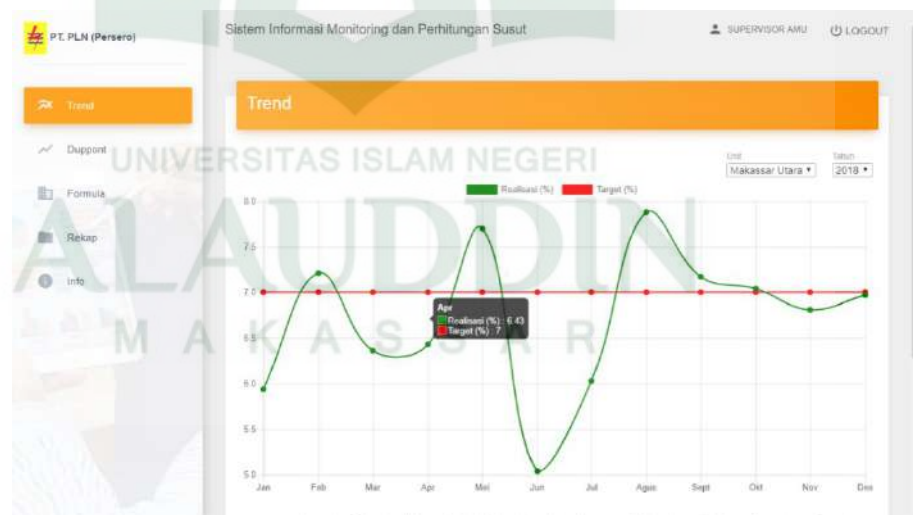 PT. PLN (Persero)
Sistem Informasi Monitoring dan Perhitungan Susut
SUPERVISOR AMU
LOGOUT
Trend
Trend
Duppont
Formula
Rekap
Info
UNIVERSITAS ISLAM NEGERI
ALAUDDIN
MAKASSAR
Unit
Tahun
Makassar Utara
2018
Realisasi (%) Target (%)
8.0
7.5
7.0
6.5
6.0
5.5
5.0
Apr
Realisasi (%) : 6.43
Target (%) : 7
Jan Feb Mar Apr Mei Jun Jul Agus Sept Okt Nov Des